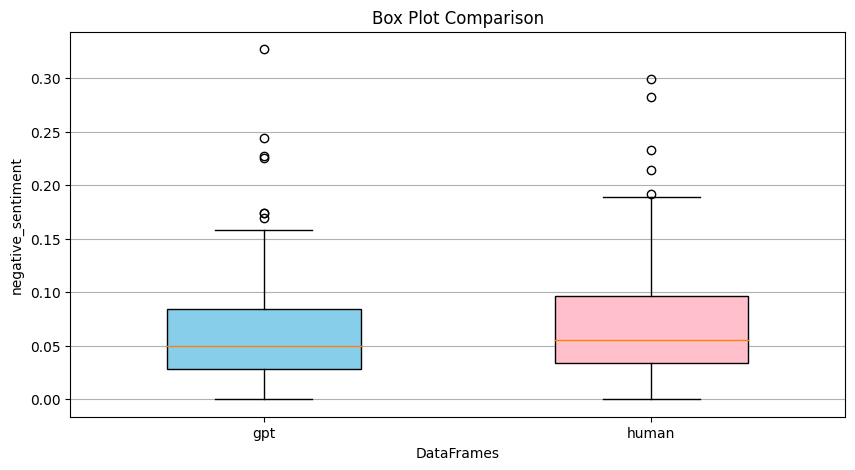 Box Plot Comparison
negative_sentiment
0.30
0.25
0.20
0.15
0.10
0.05
0.00
gpt
human
DataFrames